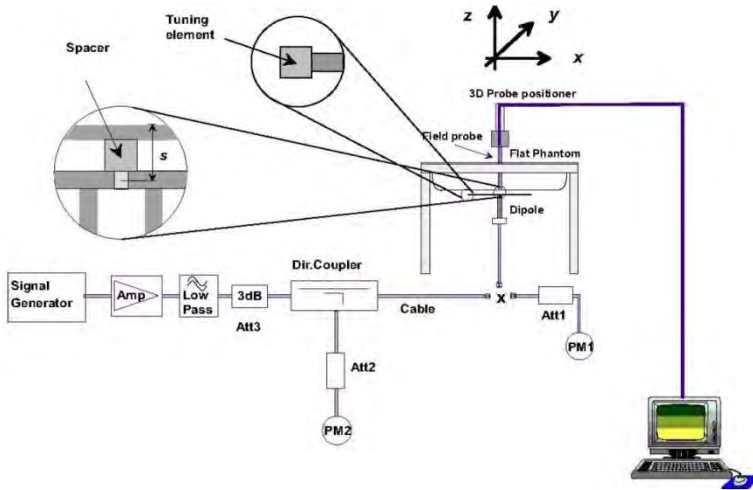 Tuning
element
Spacer
z
y
x
s
3D Probe positioner
Field probe
Flat Phantom
Dipole
Dir.Coupler
Signal
Generator
Amp
Low
Pass
3dB
Att3
Cable
x
Att1
PM1
Att2
PM2